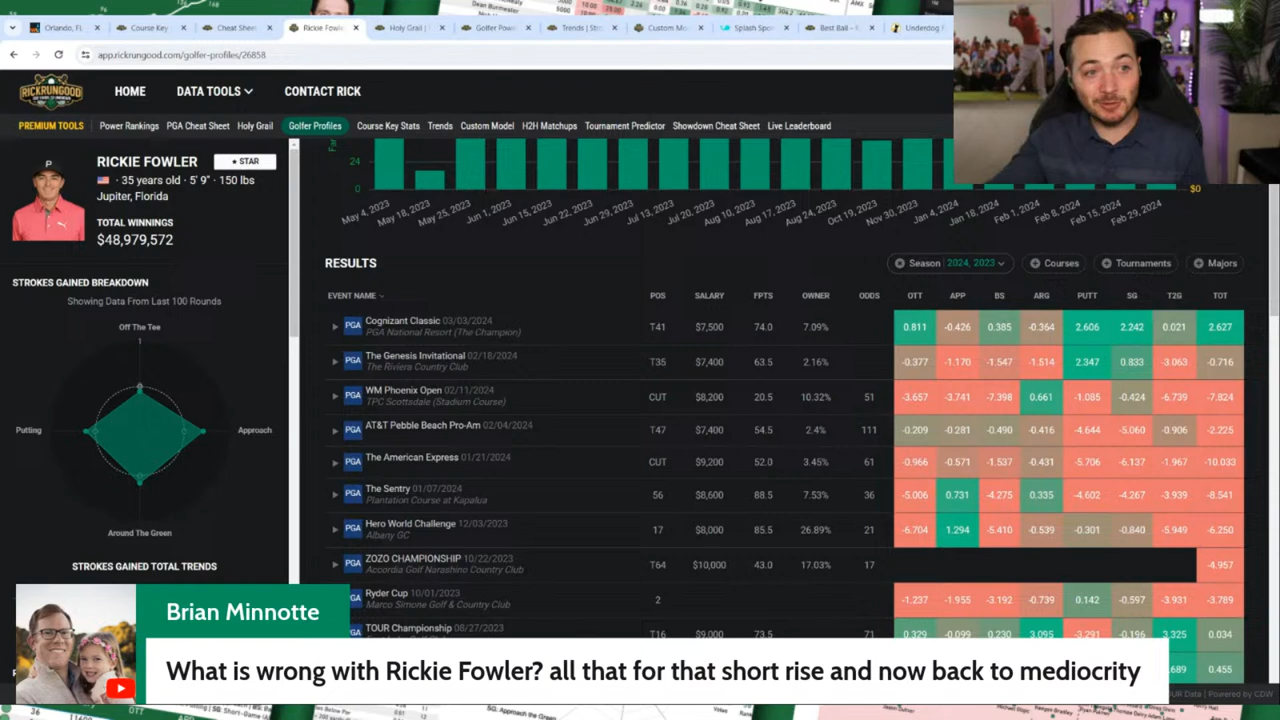 Dean Burmester
Orlando, FL
Course Key
Cheat Shee
Rickie Fowle
Holy Grail |
Golfer Pow
Trends | Str
Custom Mo
Splash Spo
Best Ball - R
Underdog F
app.rickrungood.com/golfer-profiles/26858
RICKRUNGOOD
HOME
DATA TOOLS
CONTACT RICK
PREMIUM TOOLS
Power Rankings
PGA Cheat Sheet
Holy Grail
Golfer Profiles
Course Key Stats
Trends
Custom Model
H2H Matchups
Tournament Predictor
Showdown Cheat Sheet
Live Leaderboard
RICKIE FOWLER
STAR
· 35 years old · 5' 9" · 150 lbs
Jupiter, Florida
TOTAL WINNINGS
$48,979,572
STROKES GAINED BREAKDOWN
Showing Data From Last 100 Rounds
Off The Tee
1
Putting
Approach
Around The Green
STROKES GAINED TOTAL TRENDS
24
0
$0
May 4, 2023
May 18, 2023
May 25, 2023
Jun 1, 2023
Jun 15, 2023
Jun 22, 2023
Jun 29, 2023
Jul 13, 2023
Jul 20, 2023
Aug 10, 2023
Aug 17, 2023
Aug 24, 2023
Oct 19, 2023
Nov 30, 2023
Jan 4, 2024
Jan 18, 2024
Feb 1, 2024
Feb 8, 2024
Feb 15, 2024
Feb 29, 2024
RESULTS
Season | 2024, 2023
Courses
Tournaments
Majors
EVENT NAME POS SALARY FPTS OWNER ODDS OTT APP BS ARG PUTT SG T2G TOT
PGA Cognizant Classic 03/03/2024 T41 $7,500 74.0 7.09% 0.811 -0.426 0.385 -0.364 2.606 2.242 0.021 2.627
PGA National Resort (The Champion)
PGA The Genesis Invitational 02/18/2024 T35 $7,400 63.5 2.16% -0.377 -1.170 -1.547 -1.514 2.347 0.833 -3.063 -0.716
The Riviera Country Club
PGA WM Phoenix Open 02/11/2024 CUT $8,200 20.5 10.32% 51 -3.657 -3.741 -7.398 0.661 -1.085 -0.424 -6.739 -7.824
TPC Scottsdale (Stadium Course)
PGA AT&T Pebble Beach Pro-Am 02/04/2024 T47 $7,400 54.5 2.4% 111 -0.209 -0.281 -0.490 -0.416 -4.644 -5.060 -0.906 -2.225
PGA The American Express 01/21/2024 CUT $9,200 52.0 3.45% 61 -0.966 -0.571 -1.537 -0.431 -5.706 -6.137 -1.967 -10.033
PGA The Sentry 01/07/2024 56 $8,600 88.5 7.53% 36 -5.006 0.731 -4.275 0.335 -4.602 -4.267 -3.939 -8.541
Plantation Course at Kapalua
PGA Hero World Challenge 12/03/2023 17 $8,000 85.5 26.89% 21 -6.704 1.294 -5.410 -0.539 -0.301 -0.840 -5.949 -6.250
Albany GC
PGA ZOZO CHAMPIONSHIP 10/22/2023 T64 $10,000 43.0 17.03% 17 -4.957
Accordia Golf Narashino Country Club
GA Ryder Cup 10/01/2023 2 -1.237 -1.955 -3.192 -0.739 0.142 -0.597 -3.931 -3.789
Marco Simone Golf & Country Club
TOUR Championship 08/27/2023 T16 $9,000 73.5 71 0.329 -0.099 0.230 3.095 -3.291 -0.196 3.325 0.034
.689 0.455
UR Data | Powered by CDW
Brian Minnotte
What is wrong with Rickie Fowler? all that for that short rise and now back to mediocrity